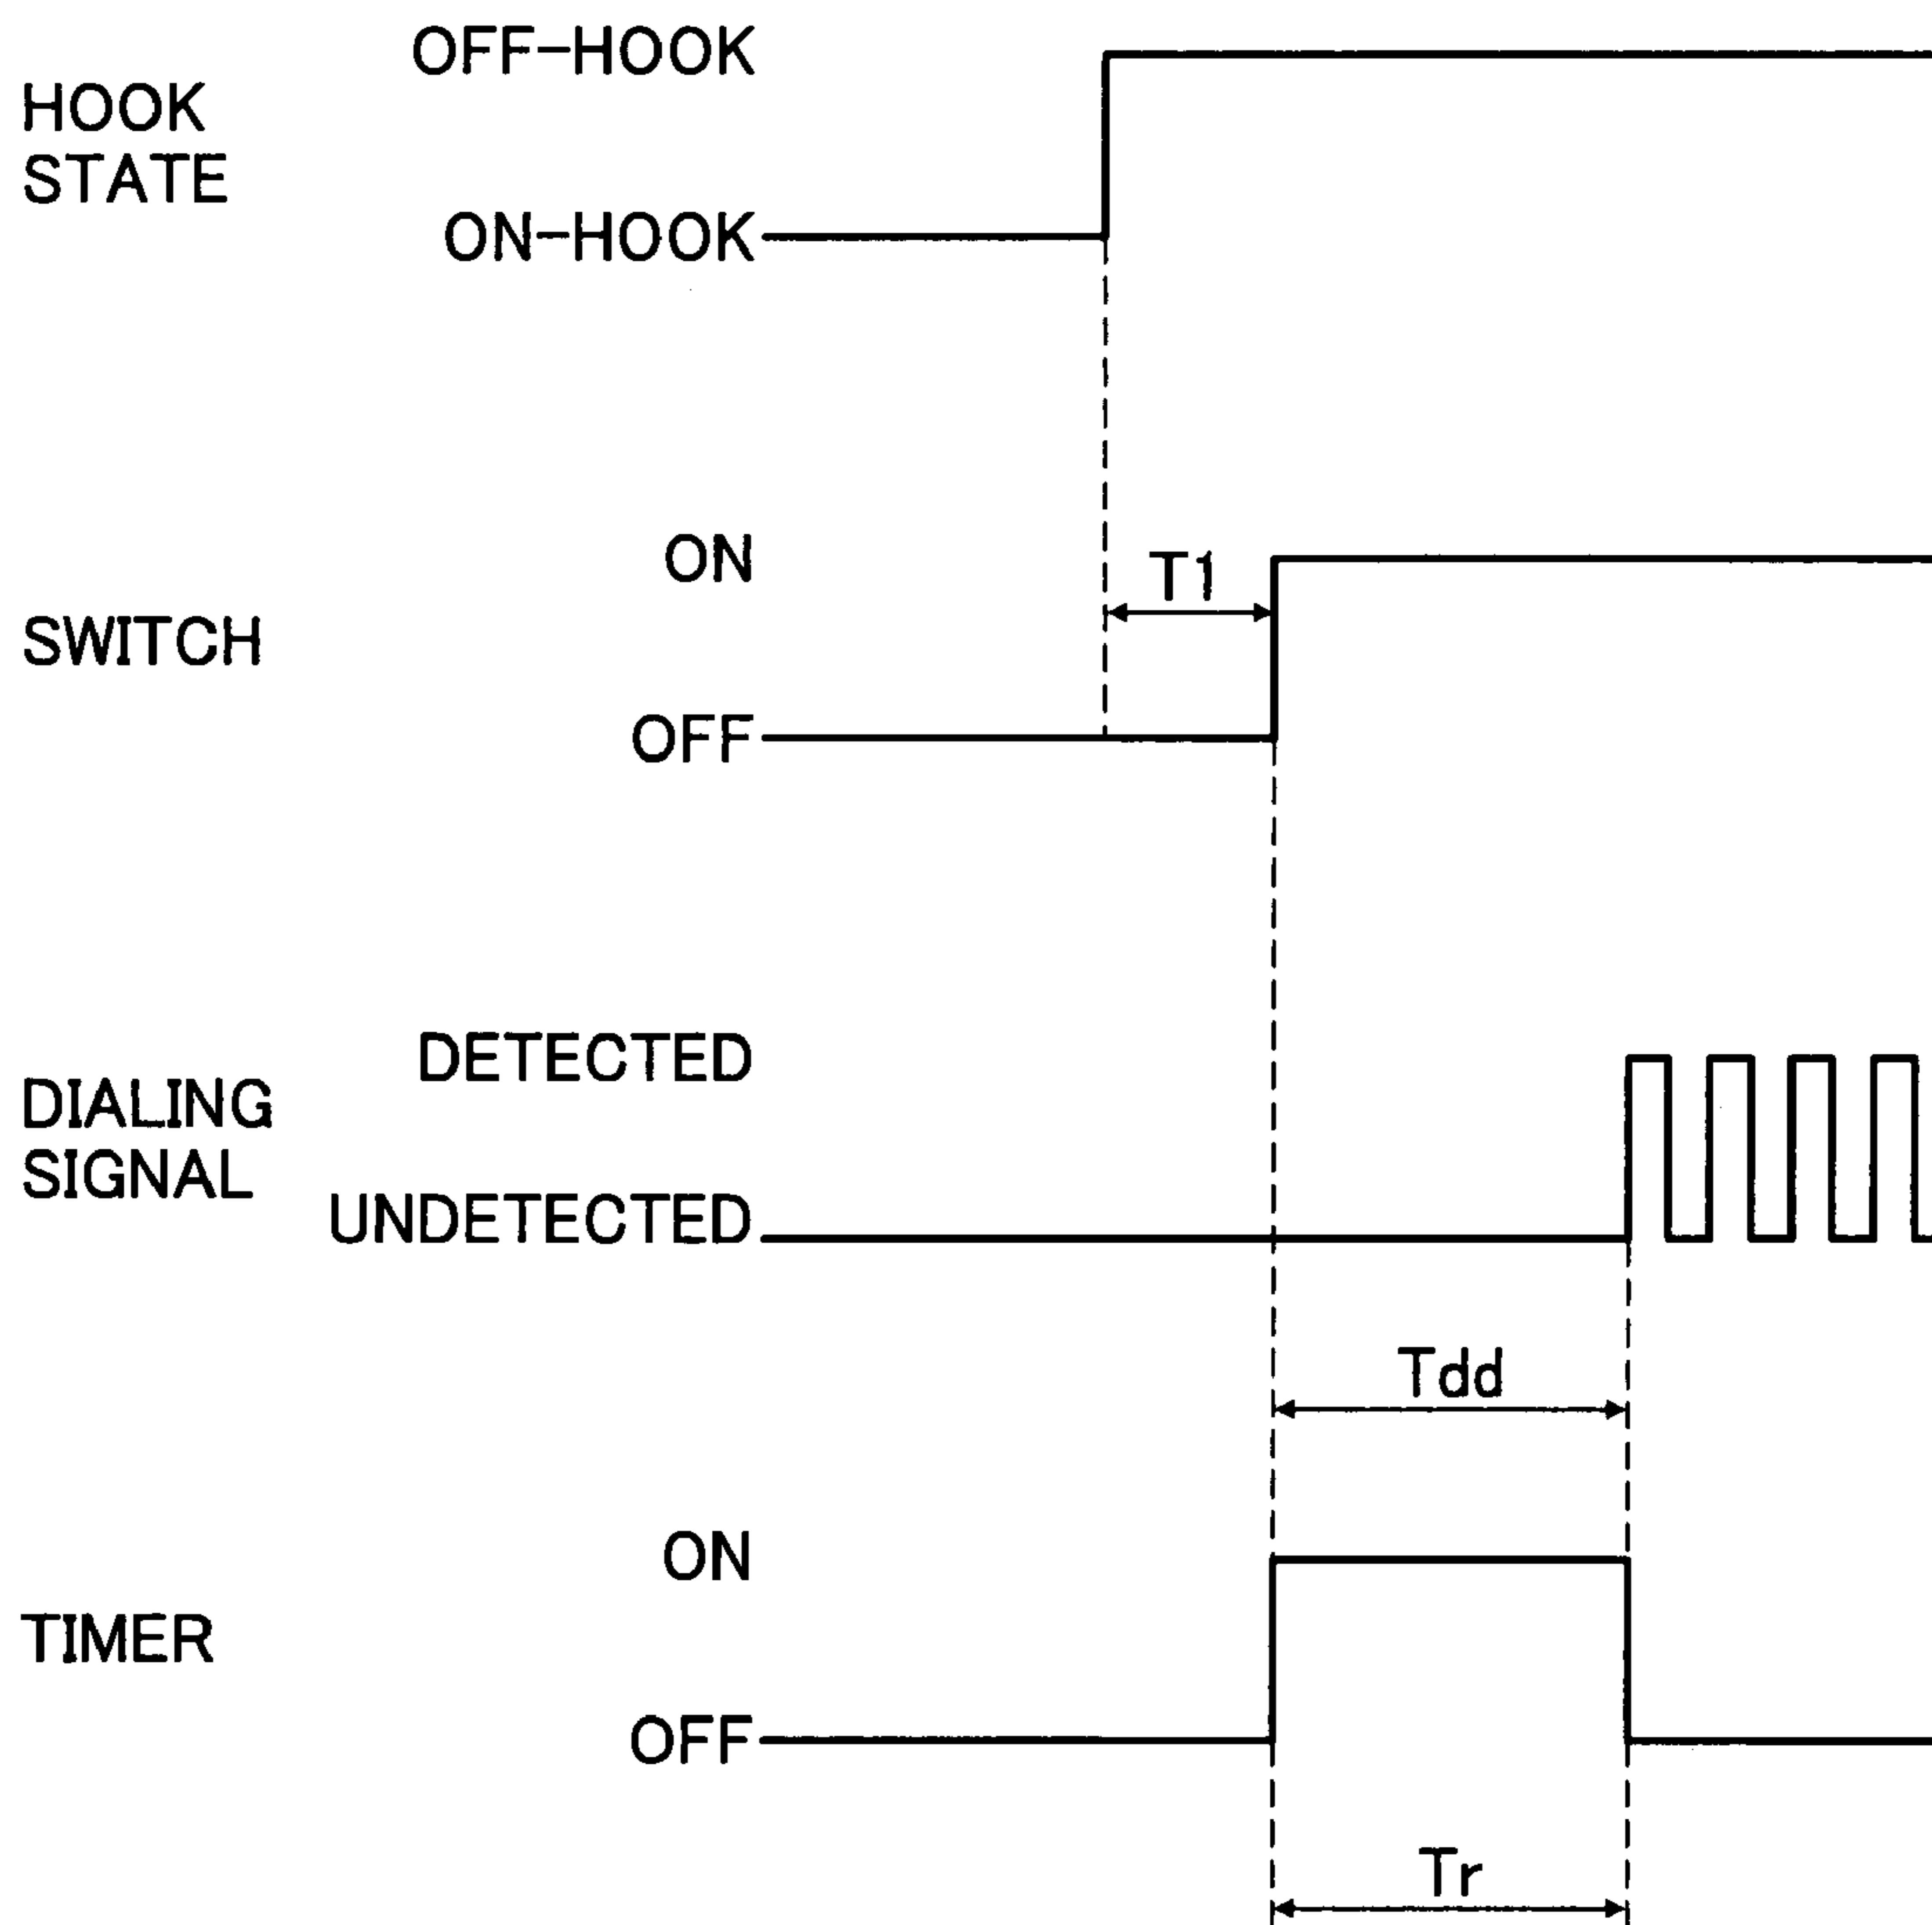 OFF-HOOK
HOOK
STATE
ON-HOOK
ON
T1
SWITCH
OFF
DETECTED
DIALING
SIGNAL
UNDETECTED
Tdd
ON
TIMER
OFF
Tr